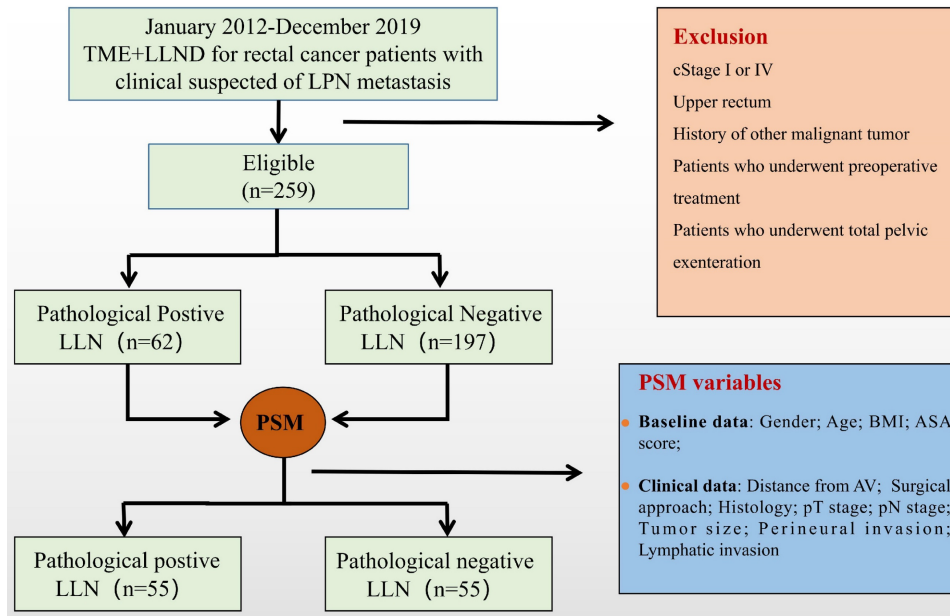 January 2012-December 2019
TME+LLND for rectal cancer patients with
clinical suspected of LPN metastasis
Eligible
(n=259)
Pathological Postive
LLN（n=62）
Pathological Negative
LLN（n=197）
PSM
Pathological postive
LLN（n=55）
Pathological negative
LLN（n=55）
Exclusion
cStage I or IV
Upper rectum
History of other malignant tumor
Patients who underwent preoperative
treatment
Patients who underwent total pelvic
exenteration
PSM variables
Baseline data: Gender; Age; BMI; ASA
score;
Clinical data: Distance from AV; Surgical
approach; Histology; pT stage; pN stage;
Tumor size; Perineural invasion;
Lymphatic invasion